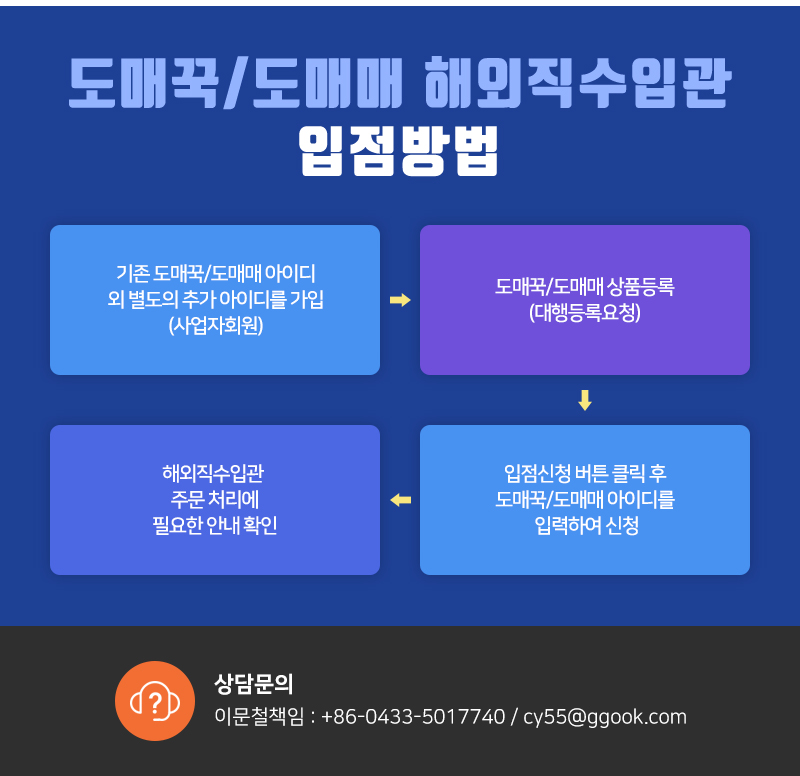 도매꾹/도매매 해외직수입관
입점방법
기존 도매꾹/도매매 아이디
외 별도의 추가 아이디를 가입
(사업자회원)
도매꾹/도매매 상품등록
(대행등록요청)
입점신청 버튼 클릭 후
도매꾹/도매매 아이디를
입력하여 신청
해외직수입관
주문 처리에
필요한 안내 확인
?
상담문의
이문철책임 : +86-0433-5017740 / cy55@ggook.com